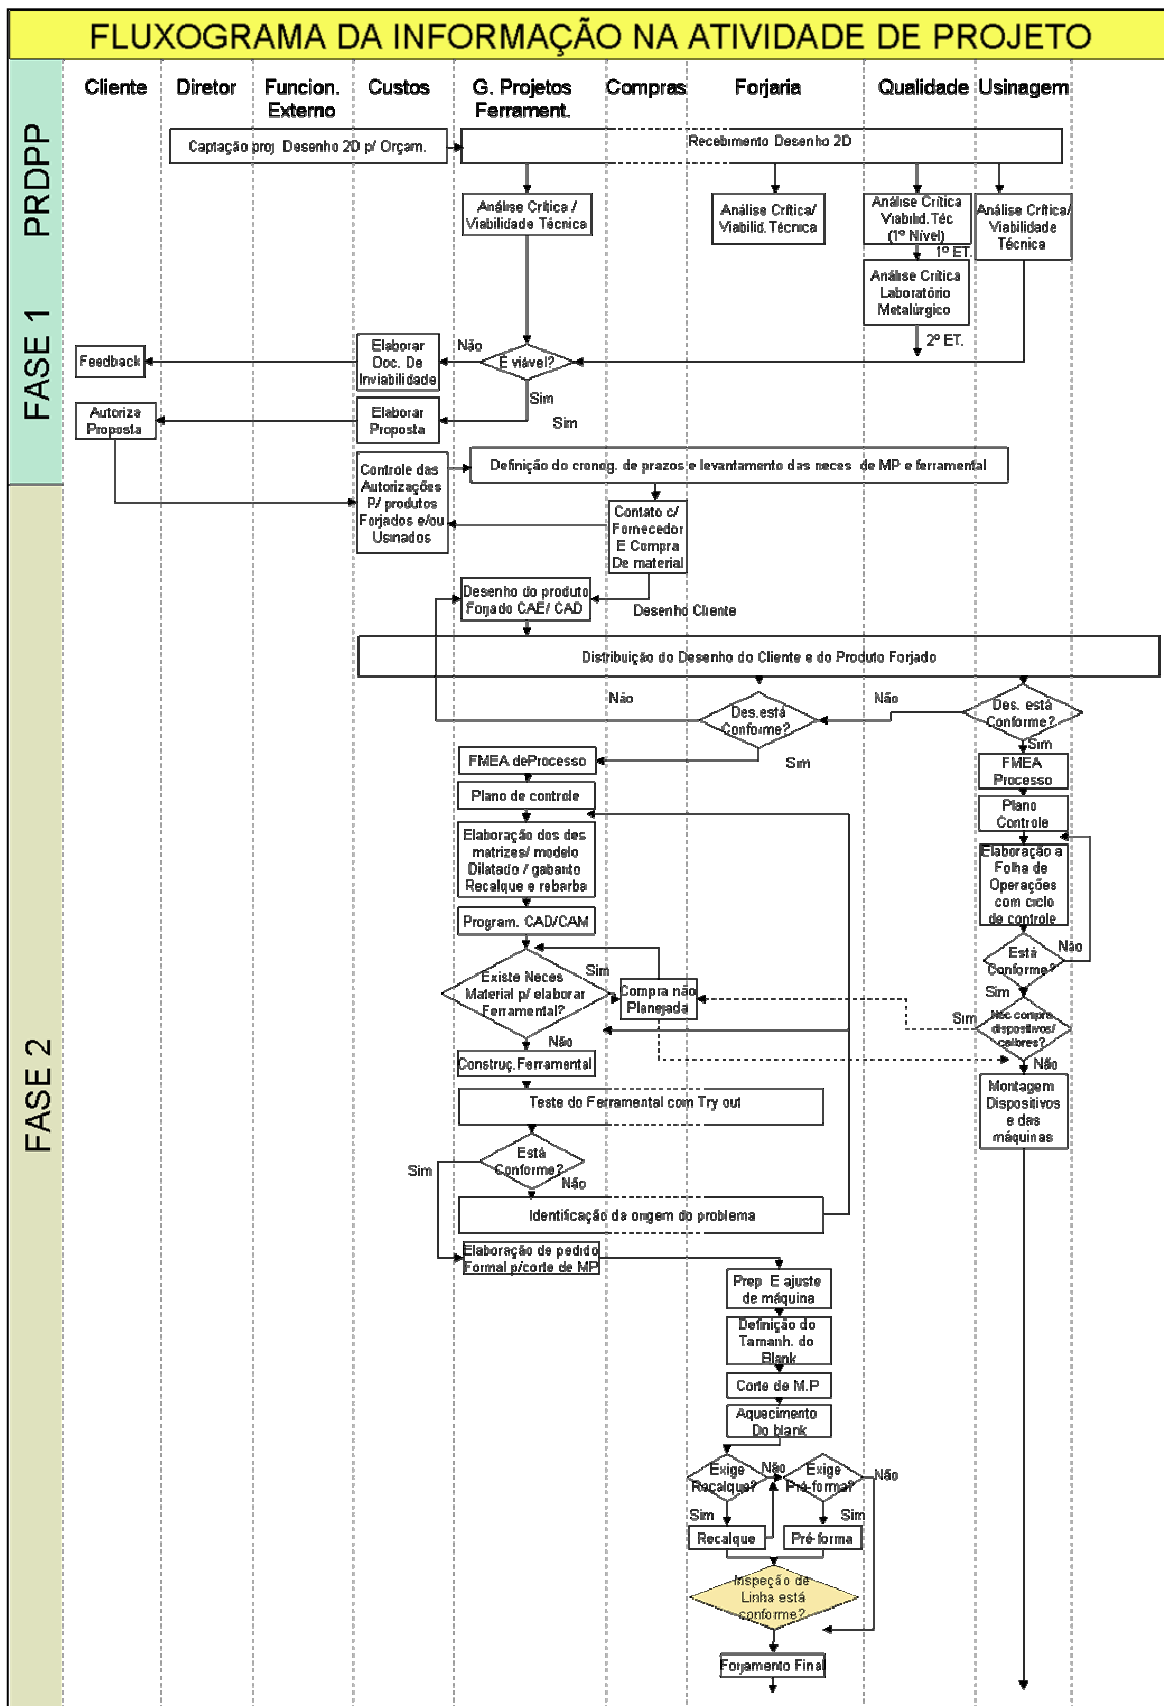 FLUXOGRAMA DA INFORMAÇÃO NA ATIVIDADE DE PROJETO
FASE 1    PRDPP
FASE 2
Cliente
Diretor
Funcion.
Externo
Custos
G. Projetos
Ferrament.
Compras
Forjaria
Qualidade
Usinagem
Captação proj. Desenho 2D p/ Orçam.
Recebimento Desenho 2D
Análise Crítica /
Viabilidade Técnica
Análise Crítica/
Viabilid. Técnica
Análise Crítica
Viabilid. Téc
(1º Nível)
1º ET.
Análise Crítica/
Viabilidade
Técnica
Análise Crítica
Laboratório
Metalúrgico
2º ET.
Feedback
Elaborar
Doc. De
Inviabilidade
Não
É viável?
Sim
Autoriza
Proposta
Elaborar
Proposta
Sim
Controle das
Autorizações
P/ produtos
Forjados e/ou
Usinados
Definição do cronog. de prazos e levantamento das neces. de MP e ferramental
Contato c/
Fornecedor
E Compra
De material
Desenho do produto
Forjado CAE/ CAD
Desenho Cliente
Distribuição do Desenho do Cliente e do Produto Forjado
Não
Des.está
Conforme?
Sim
Não
Des. está
Conforme?
Sim
FMEA deProcesso
Plano de controle
Elaboração dos des
matrizes/ modelo
Dilatado / gabarito
Recalque e rebarba
Program. CAD/CAM
FMEA
Processo
Plano
Controle
Elaboração a
Folha de
Operações
com ciclo
de controle
Está
Conforme?
Não
Sim
Existe Neces
Material p/ elaborar
Ferramental?
Sim
Não
Compra não
Planejada
Sim
Néc.compra
dispositivos/
calibres?
Não
Construç.Ferramental
Teste do Ferramental com Try out
Montagem
Dispositivos
e das
máquinas
Sim
Está
Conforme?
Não
Identificação da origem do problema
Elaboração de pedido
Formal p/corte de MP
Prep. E ajuste
de máquina
Definição do
Tamanh. do
Blank
Corte de M.P
Aquecimento
Do blank
Exige
Recalque?
Não
Exige
Pré-forma?
Não
Sim
Sim
Recalque
Pré-forma
Inspeção de
Linha está
conforme?
Forjamento Final